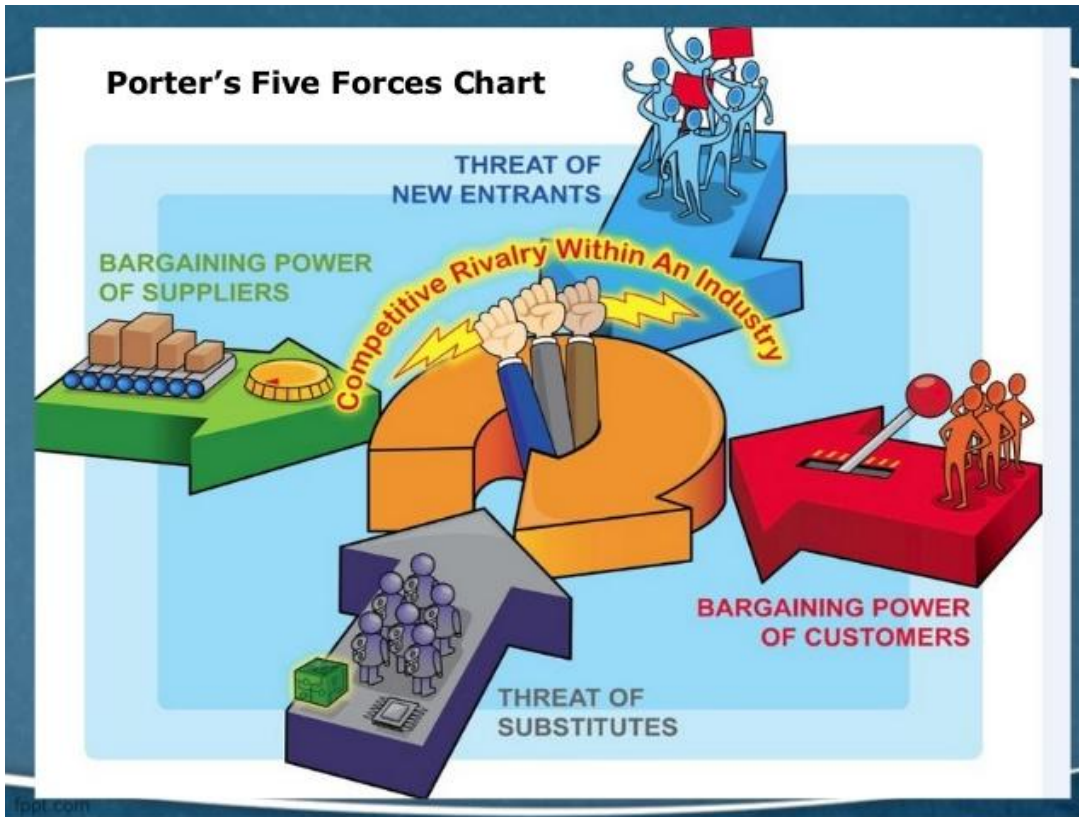 Porter's Five Forces Chart
THREAT OF
NEW ENTRANTS
BARGAINING POWER
OF SUPPLIERS
Competitive Rivalry Within An Industry
BARGAINING POWER
OF CUSTOMERS
THREAT OF
SUBSTITUTES
fppt.com